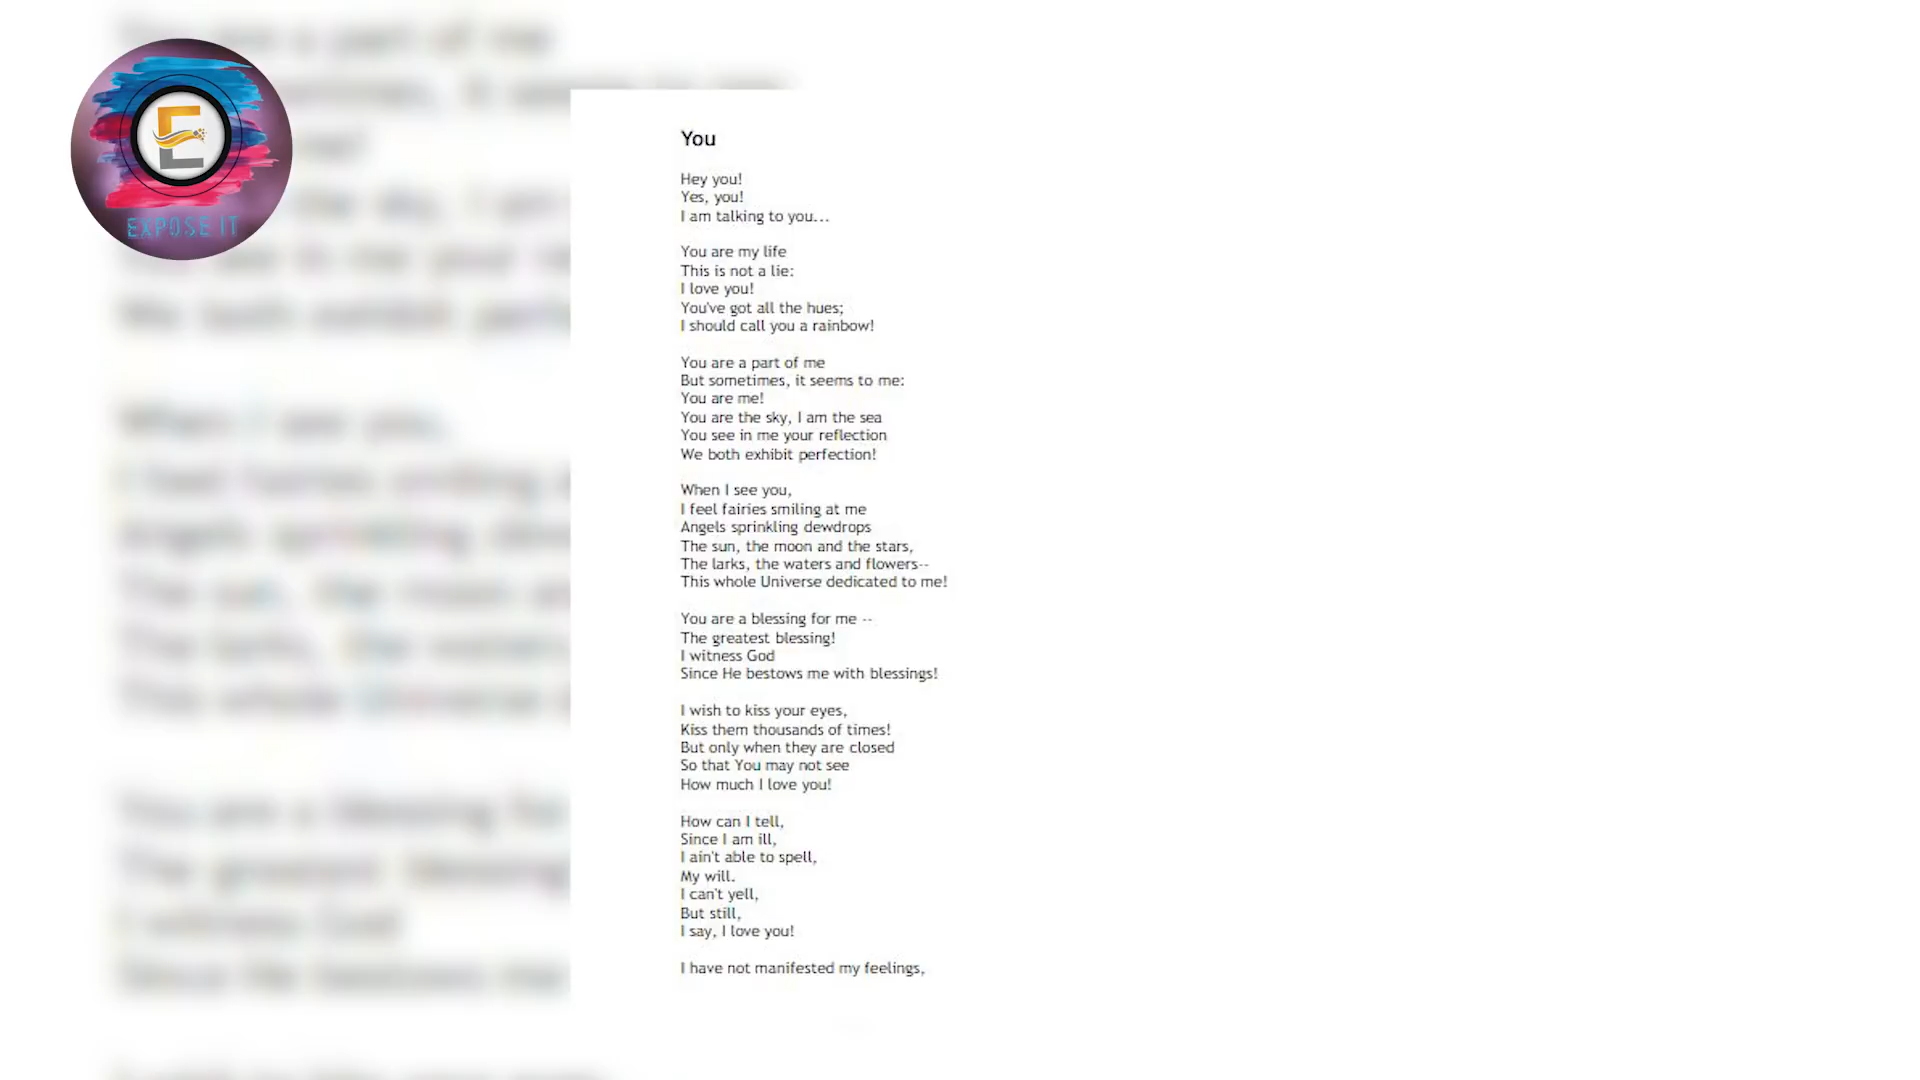 E
EXPOSE IT
You
Hey you!
Yes, you!
I am talking to you...
You are my life
This is not a lie:
I love you!
You've got all the hues;
I should call you a rainbow!
You are a part of me
But sometimes, it seems to me:
You are me!
You are the sky, I am the sea
You see in me your reflection
We both exhibit perfection!
When I see you,
I feel fairies smiling at me
Angels sprinkling dewdrops
The sun, the moon and the stars,
The larks, the waters and flowers--
This whole Universe dedicated to me!
You are a blessing for me --
The greatest blessing!
I witness God
Since He bestows me with blessings!
I wish to kiss your eyes,
Kiss them thousands of times!
But only when they are closed
So that You may not see
How much I love you!
How can I tell,
Since I am ill,
I ain't able to spell,
My will.
I can't yell,
But still,
I say, I love you!
I have not manifested my feelings,